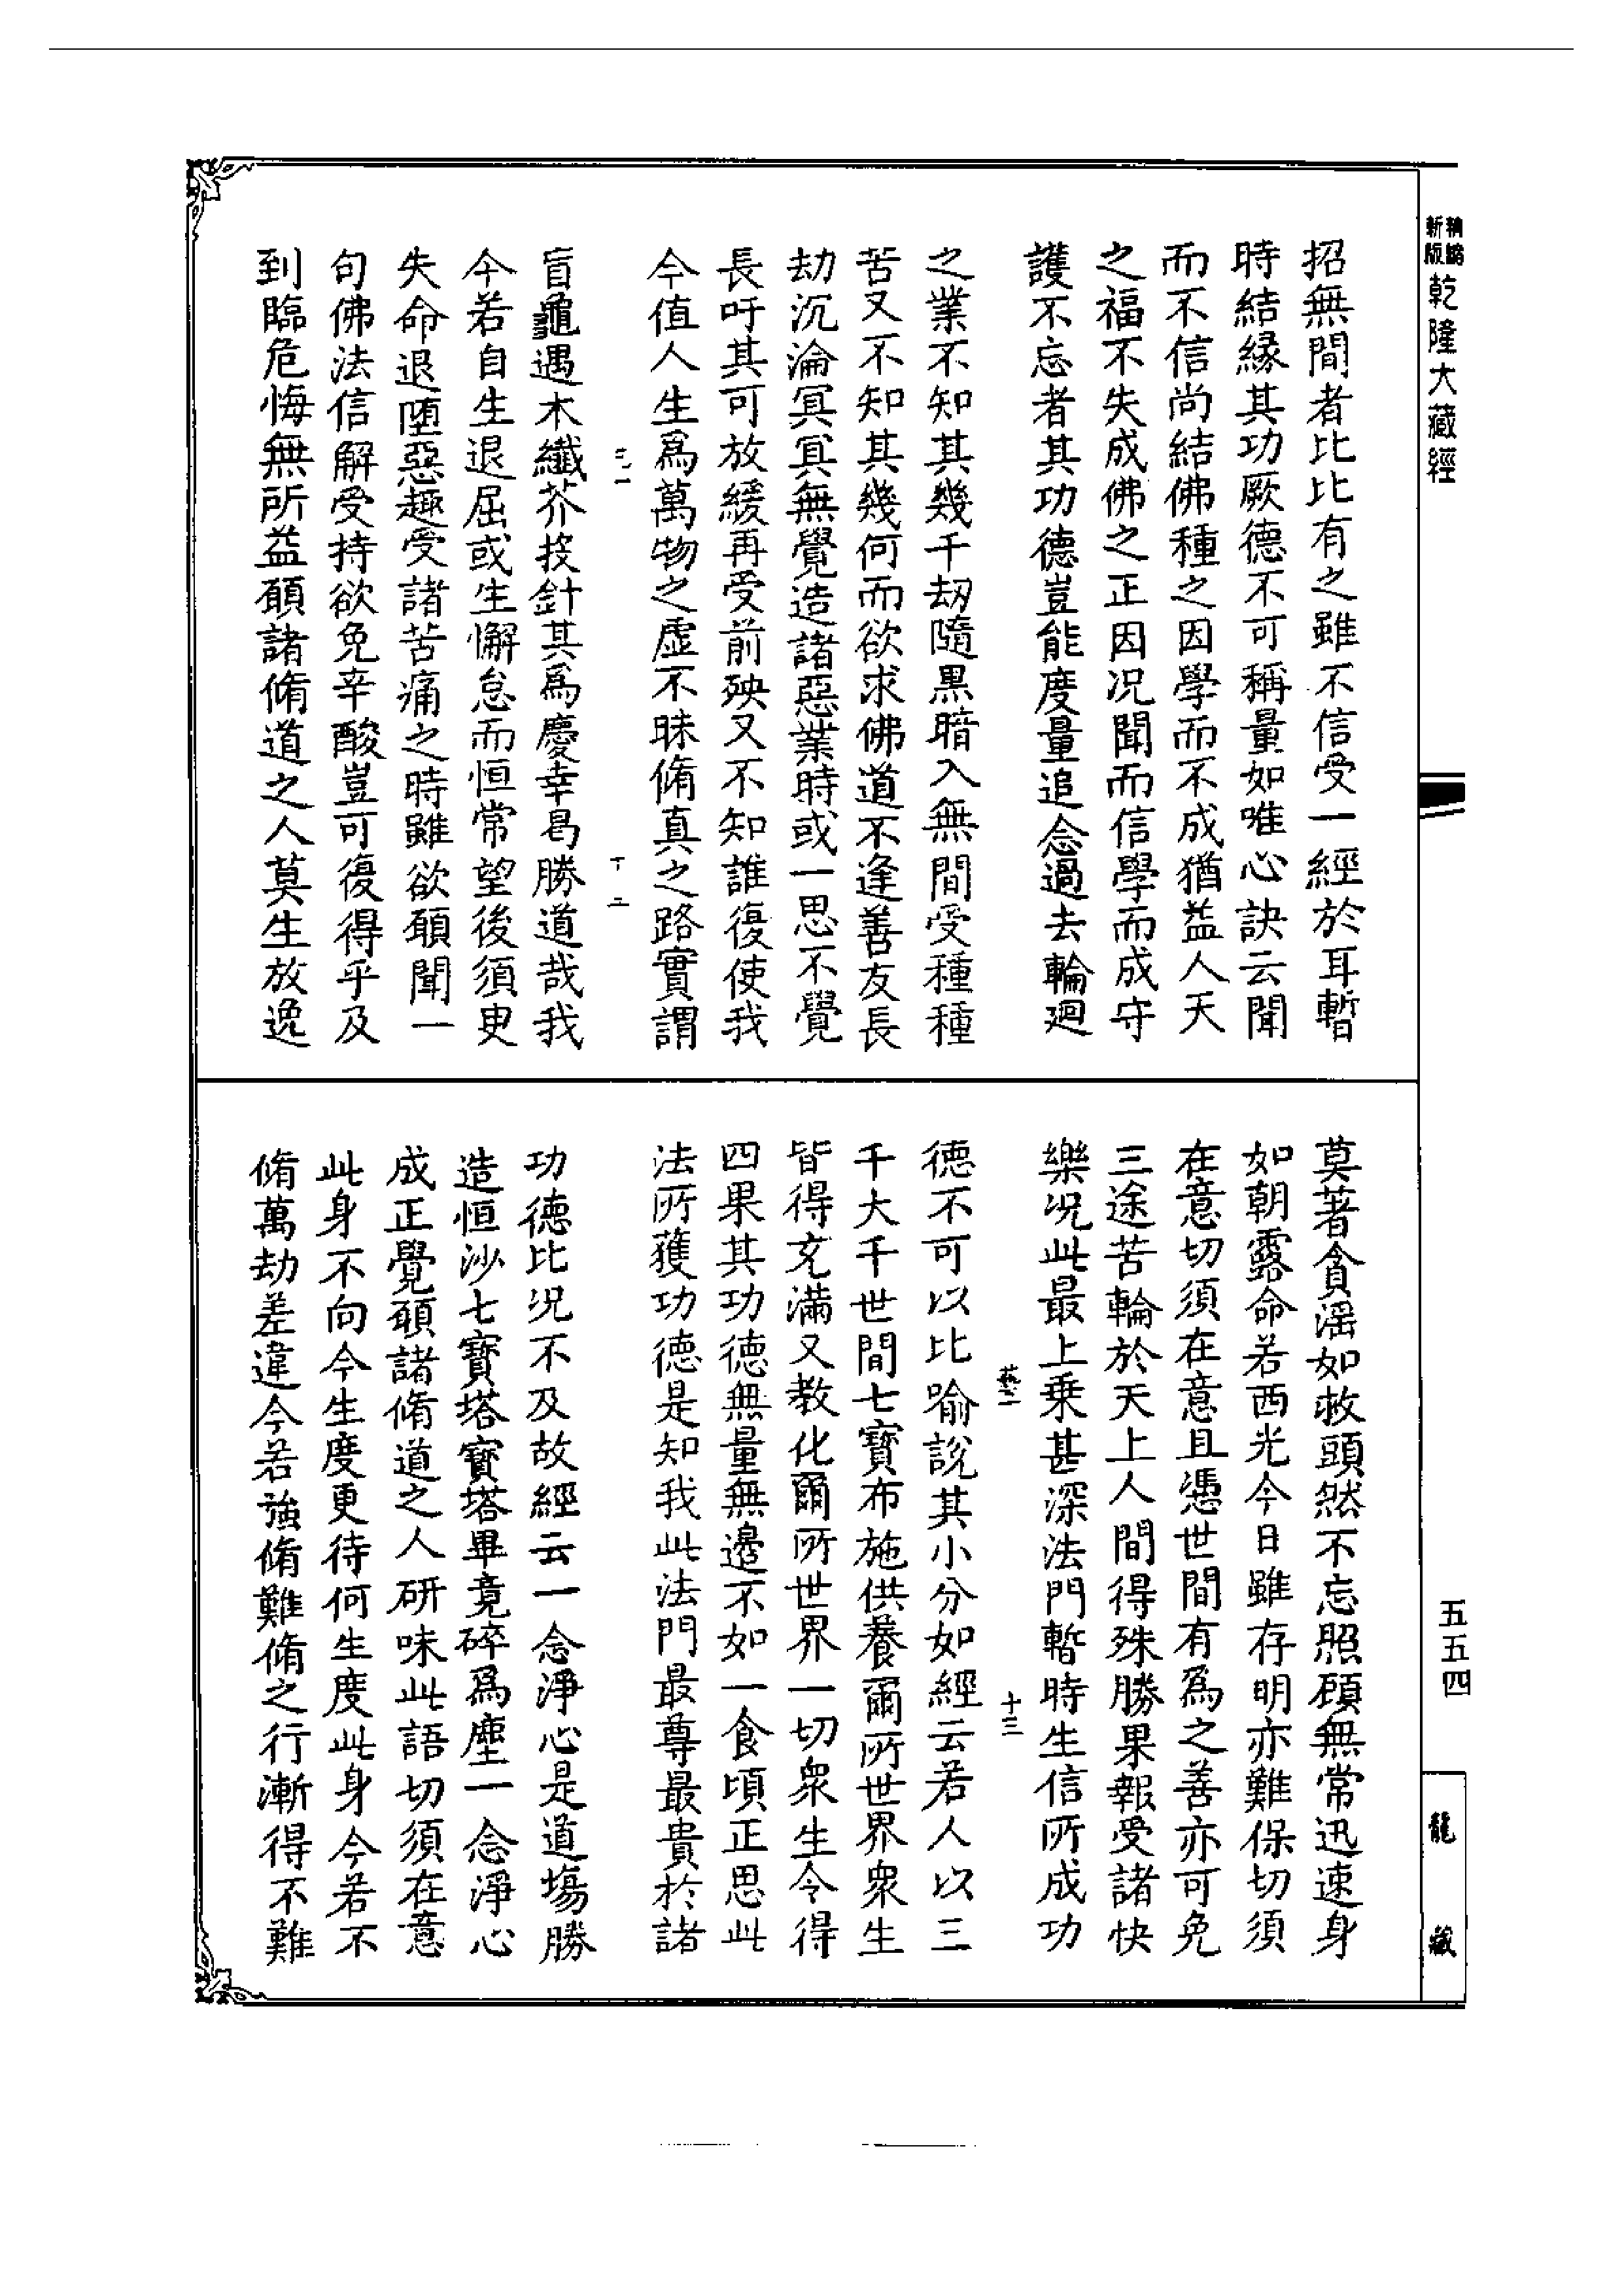 新版
精縮
乾隆大藏經
招無間者比比有之雖不信受一經於耳暫
時結緣其功厥德不可稱量如唯心訣云聞
而不信尚結佛種之因學而不成猶益人天
之福不失成佛之正因况聞而信學而成守
護不忘者其功德豈能度量追念過去輪廻
之業不知其幾千刼隨黒暗入無間受種種
苦又不知其幾何而欲求佛道不逢善友長
劫沉淪冥冥無覺造諸惡業時或一思不覺
長吁其可放緩再受前殃又不知誰復使我
今值人生爲萬物之虛不昧脩真之路實謂
盲龜遇木纖芥投針其爲慶幸曷勝道哉我
今若自生退屈或生懈怠而恒常望後須臾
失命退墮惡趣受諸苦痛之時雖欲願聞一
句佛法信解受持欲免辛酸豈可復得乎及
到臨危悔無所益願諸脩道之人莫生放逸
莫著貪滛如救頭然不忘照顧無常迅速身
如朝露命若西光今日雖存明亦難保切須
在意切須在意且憑世間有爲之善亦可免
三途苦輪於天上人間得殊勝果報受諸快
樂况此最上乗甚深法門暫時生信所成功
十三
德不可以比喻說其小分如經云若人以三
千大千世間七寶布施供養爾所世界衆生
皆得充滿又教化爾所世界一切衆生令得
四果其功德無量無邊不如一食頃正思此
法所獲功德是知我此法門最尊最貴於諸
功德比况不及故經云一念淨心是道塲勝
造恒沙七寳塔寳塔畢竟碎爲塵一念淨心
成正覺願諸脩道之人研味此語切須在意
此身不向今生度更待何生度此身今若不
脩萬劫差違今若強脩難脩之行漸得不難
五五四
龍藏